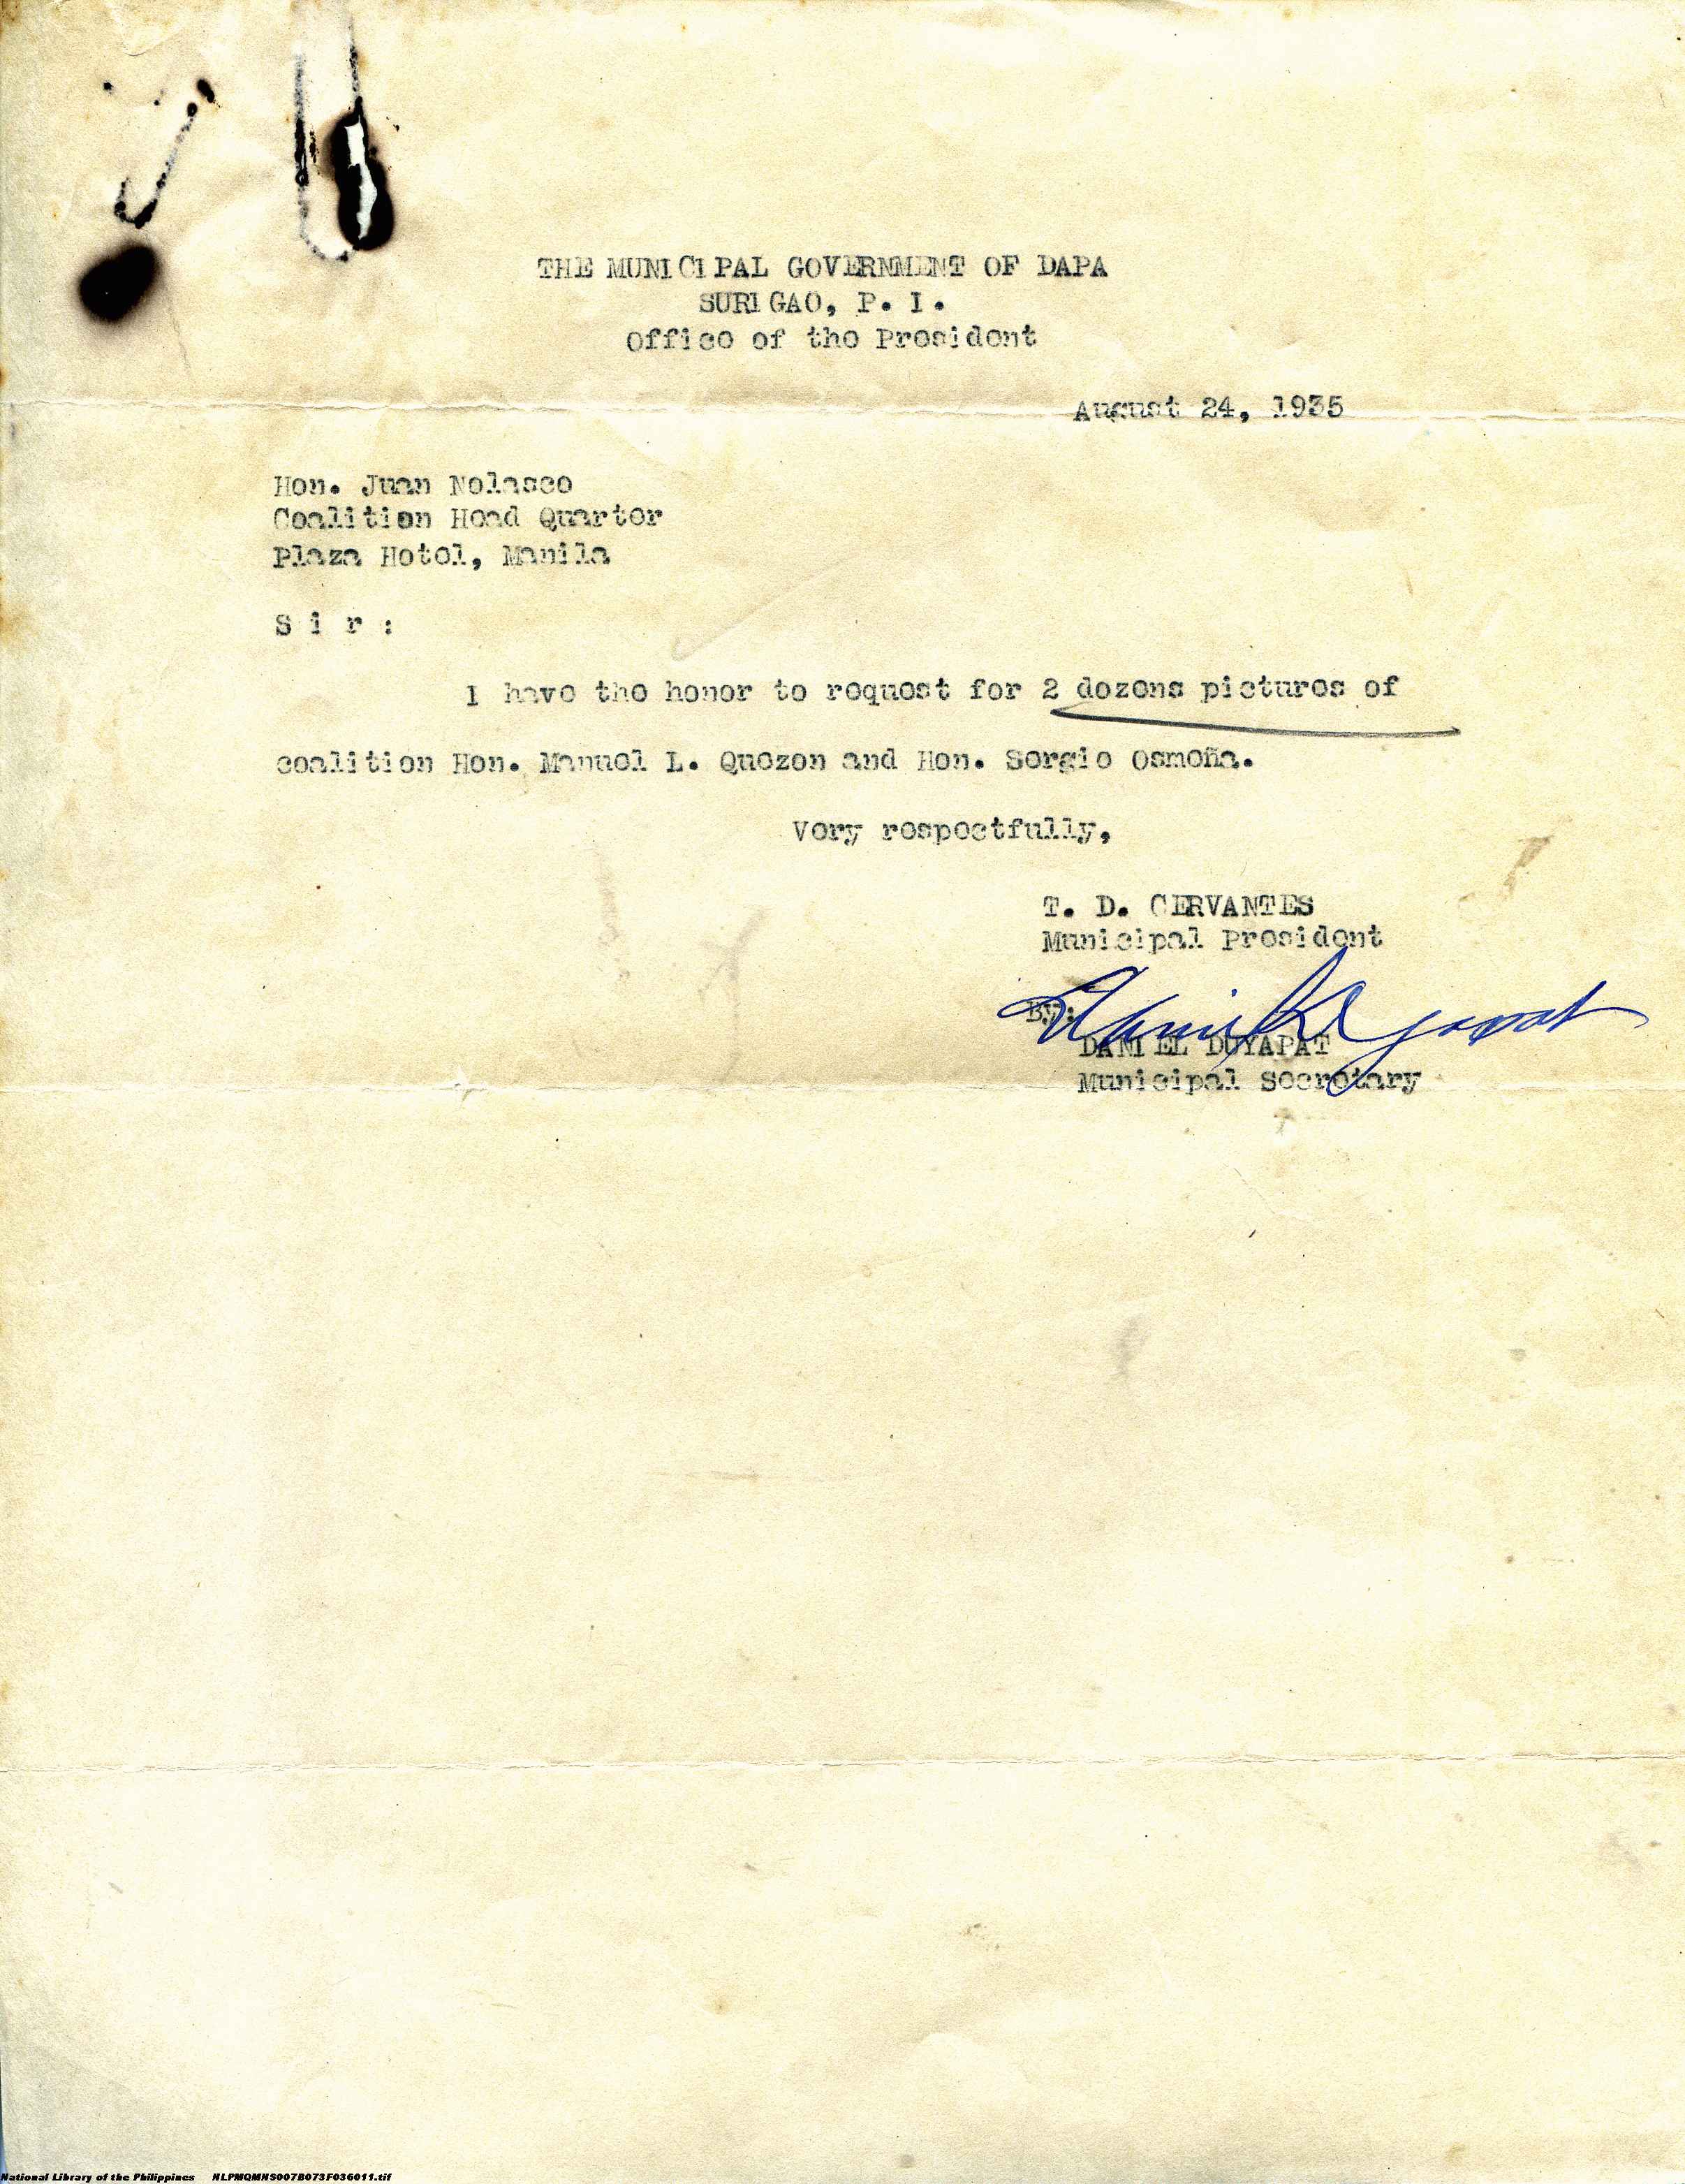 THE MUNICIPAL GOVERNMENT OF DAPA
SURIGAO, P. I.
Office of the President
August 24, 1935
Hon. Juan Nolasco
Coalition Head Quarter
Plaza Hotel, Manila
S i r :
I have the honor to request for 2 dozens pictures of
coalition Hon. Manuel L. Quezon and Hon. Sergio Osmeña.
Very respectfully,
T. D. CERVANTES
Municipal President
By:
DANIEL DUYAPAT
Municipal Secretary
National Library of the Philippines NLPMQMNS007B073F036011.tif